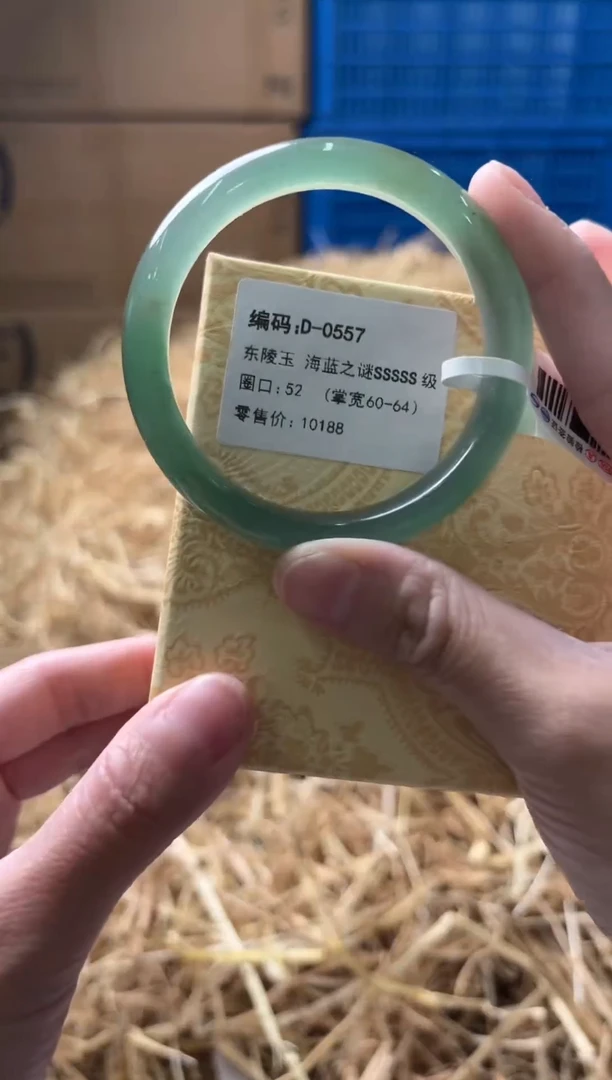 编码:D-0557
东陵玉 海蓝之谜SSSSS 级
圈口: 52 (掌宽60-64)
零售价: 10188